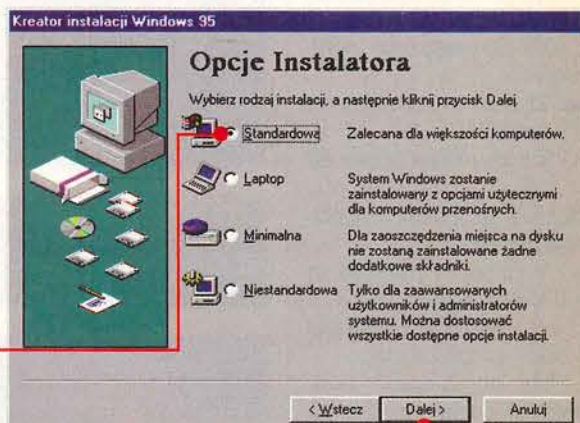 Kreator instalacji Windows 95
Opcje Instalatora
Wybierz rodzaj instalacji, a następnie kliknij przycisk Dalej.
Standardowa
Zalecana dla większości komputerów.
Laptop
System Windows zostanie
zainstalowany z opcjami użytecznymi
dla komputerów przenośnych.
Minimalna
Dla zaoszczędzenia miejsca na dysku
nie zostaną zainstalowane żadne
dodatkowe składniki.
Niestandardowa
Tylko dla zaawansowanych
użytkowników i administratorów
systemu. Można dostosować
wszystkie dostępne opcje instalacji.
< Wstecz
Dalej >
Anuluj